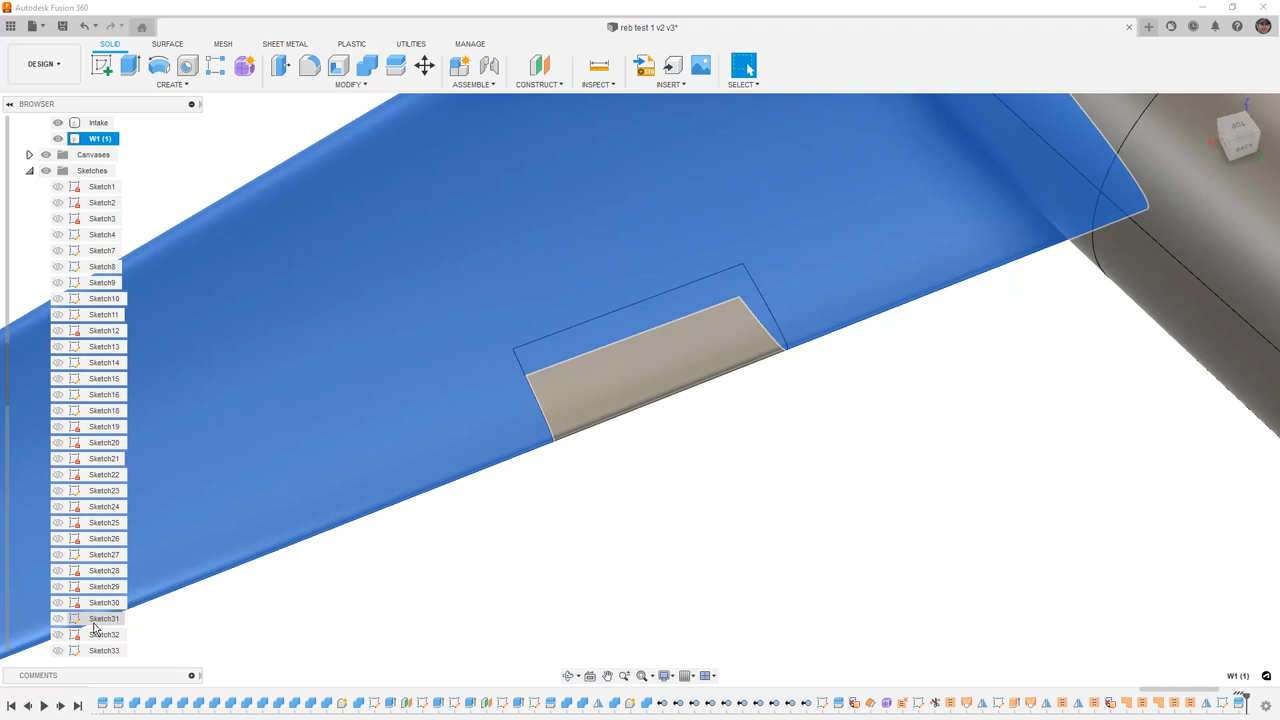 Autodesk Fusion 360
reb test 1 v2 v3*
DESIGN
SOLID SURFACE MESH SHEET METAL PLASTIC UTILITIES MANAGE
CREATE MODIFY ASSEMBLE CONSTRUCT INSPECT INSERT SELECT
BROWSER
Intake
W1 (1)
Canvases
Sketches
Sketch1
Sketch2
Sketch3
Sketch4
Sketch7
Sketch8
Sketch9
Sketch10
Sketch11
Sketch12
Sketch13
Sketch14
Sketch15
Sketch16
Sketch18
Sketch19
Sketch20
Sketch21
Sketch22
Sketch23
Sketch24
Sketch25
Sketch26
Sketch27
Sketch28
Sketch29
Sketch30
Sketch31
Sketch32
Sketch33
Z
TOP
BACK
COMMENTS
W1 (1)